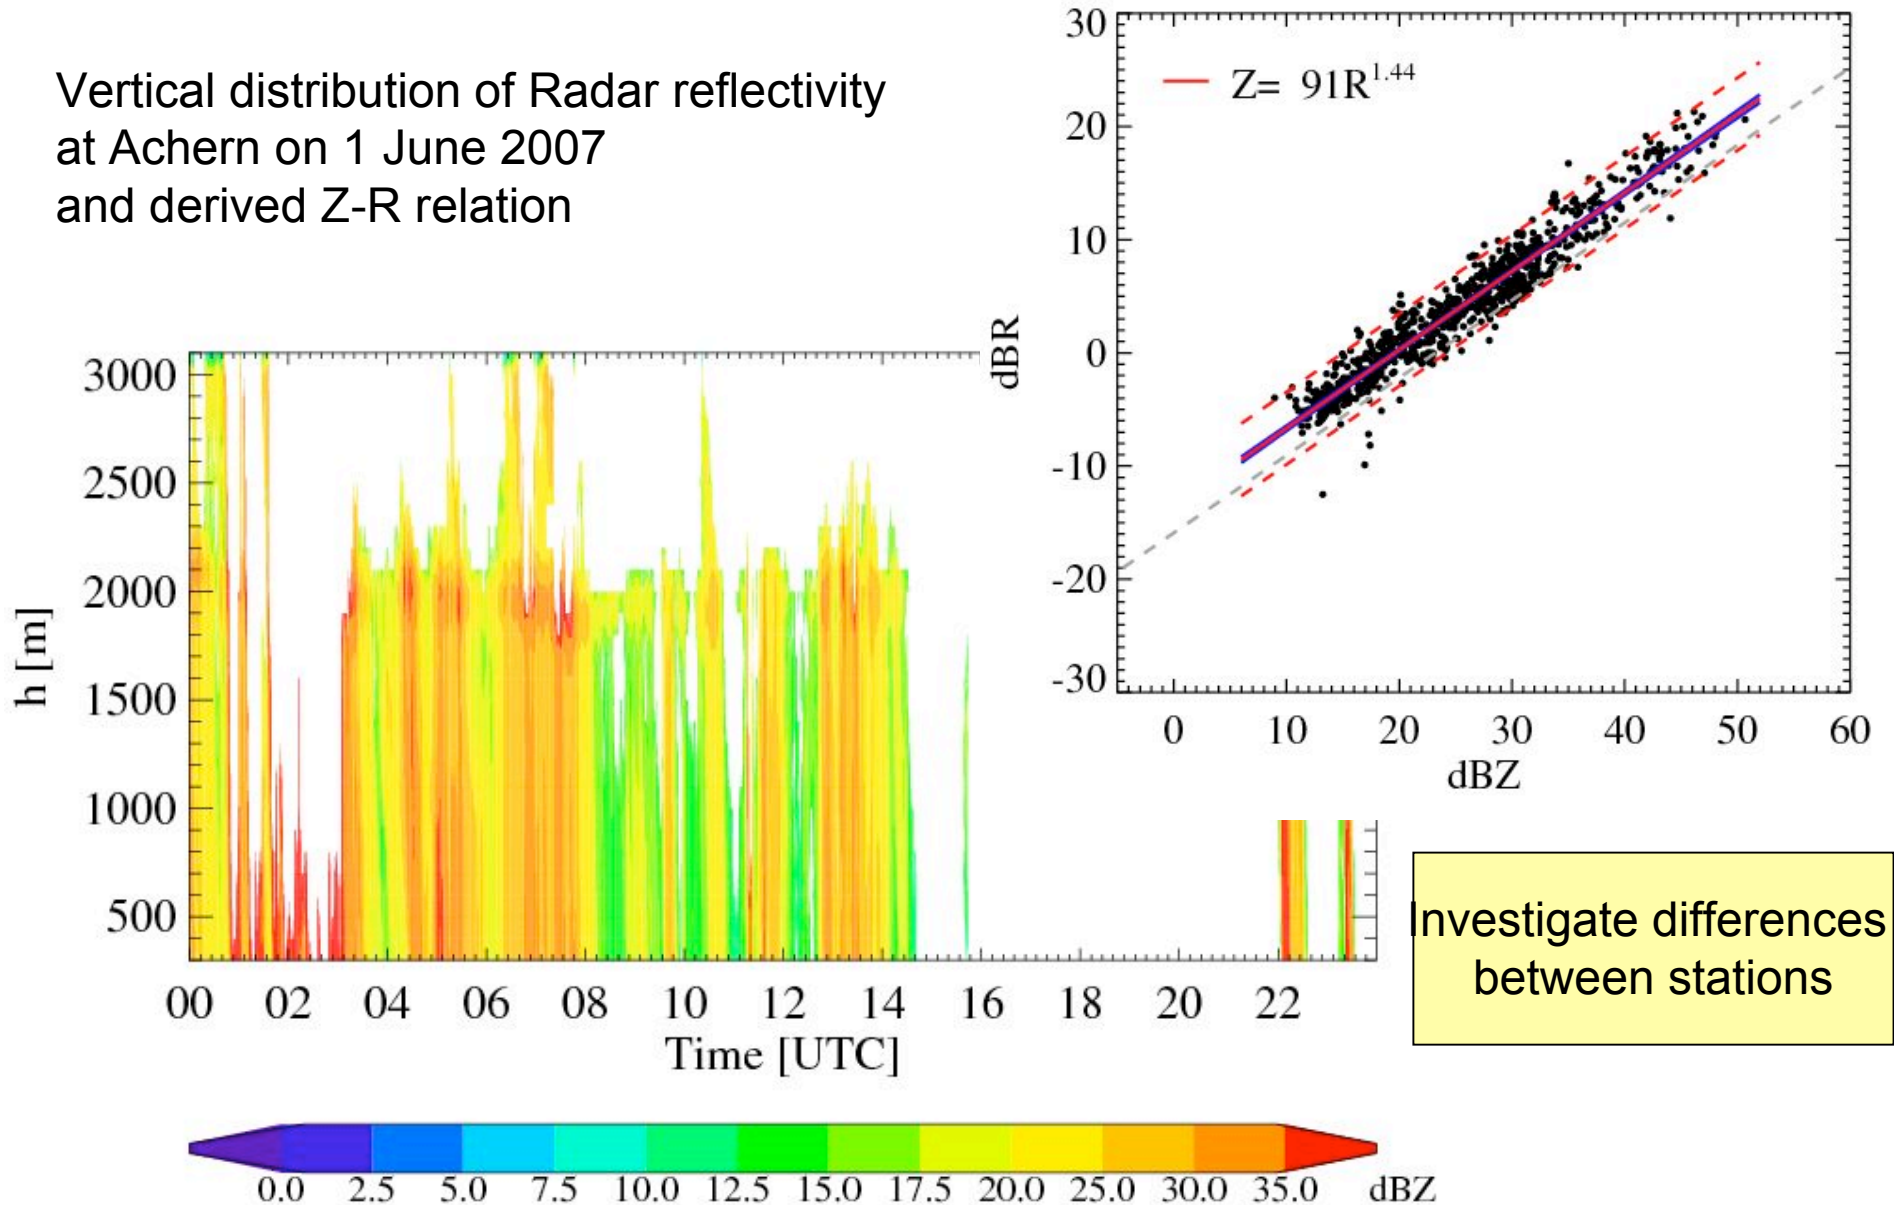 Vertical distribution of Radar reflectivity
at Achern on 1 June 2007
and derived Z-R relation
Z= 91R^1.44
30
20
10
0
-10
-20
-30
dBR
0 10 20 30 40 50 60
dBZ
3000
2500
2000
1500
1000
500
h [m]
00 02 04 06 08 10 12 14 16 18 20 22
Time [UTC]
Investigate differences
between stations
0.0 2.5 5.0 7.5 10.0 12.5 15.0 17.5 20.0 25.0 30.0 35.0 dBZ